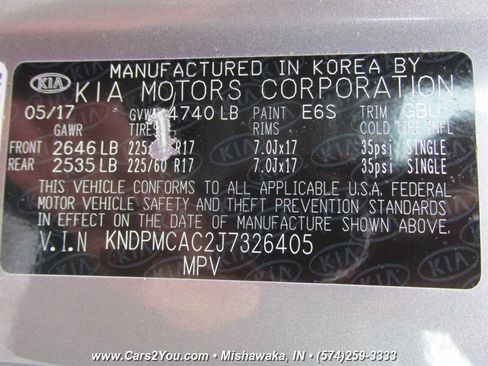 MANUFACTURED IN KOREA BY
KIA KIA MOTORS CORPORATION
05/17 GVWR 4740 LB PAINT E6S TRIM GBU
GAWR TIRES RIMS COLD TIRE INFL
FRONT 2646 LB 225/ R17 7.0Jx17 35psi SINGLE
REAR 2535 LB 225/60 R17 7.0Jx17 35psi SINGLE
THIS VEHICLE CONFORMS TO ALL APPLICABLE U.S.A. FEDERAL
MOTOR VEHICLE SAFETY AND THEFT PREVENTION STANDARDS
IN EFFECT ON THE DATE OF MANUFACTURE SHOWN ABOVE.
V.I.N KNDPMCAC2J7326405
MPV
KIA
www.Cars2You.com - Mishawaka, IN - (574)259-3333